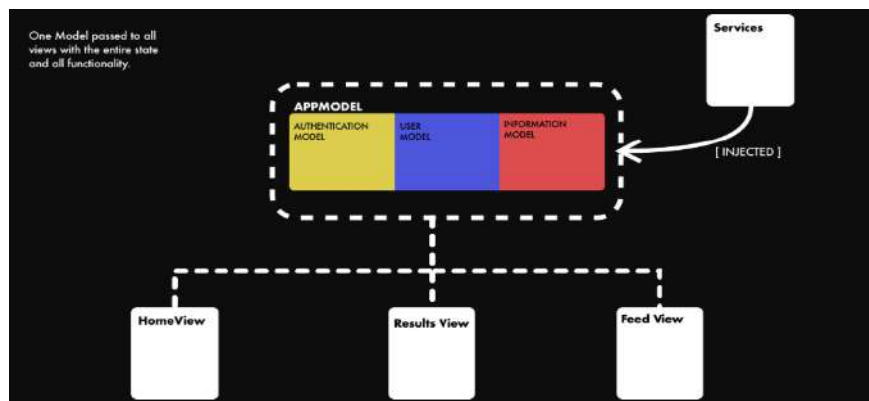 One Model passed to all
views with the entire state
and all functionality.
Services
APPMODEL
AUTHENTICATION
MODEL
USER
MODEL
INFORMATION
MODEL
[ INJECTED ]
HomeView
Results View
Feed View